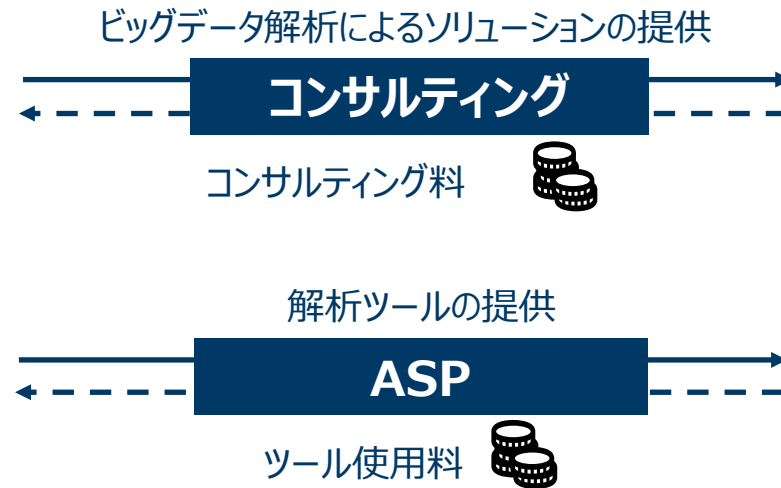 ビッグデータ解析によるソリューションの提供
コンサルティング
コンサルティング料
解析ツールの提供
ASP
ツール使用料